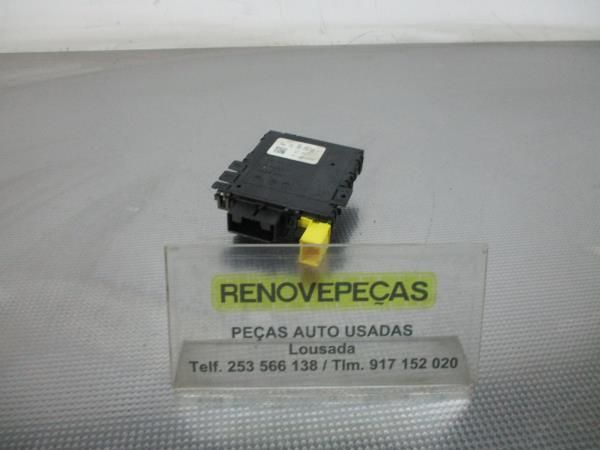 RENOVEPEÇAS
PEÇAS AUTO USADAS
Lousada
Telf. 253 566 138 / Tlm. 917 152 020